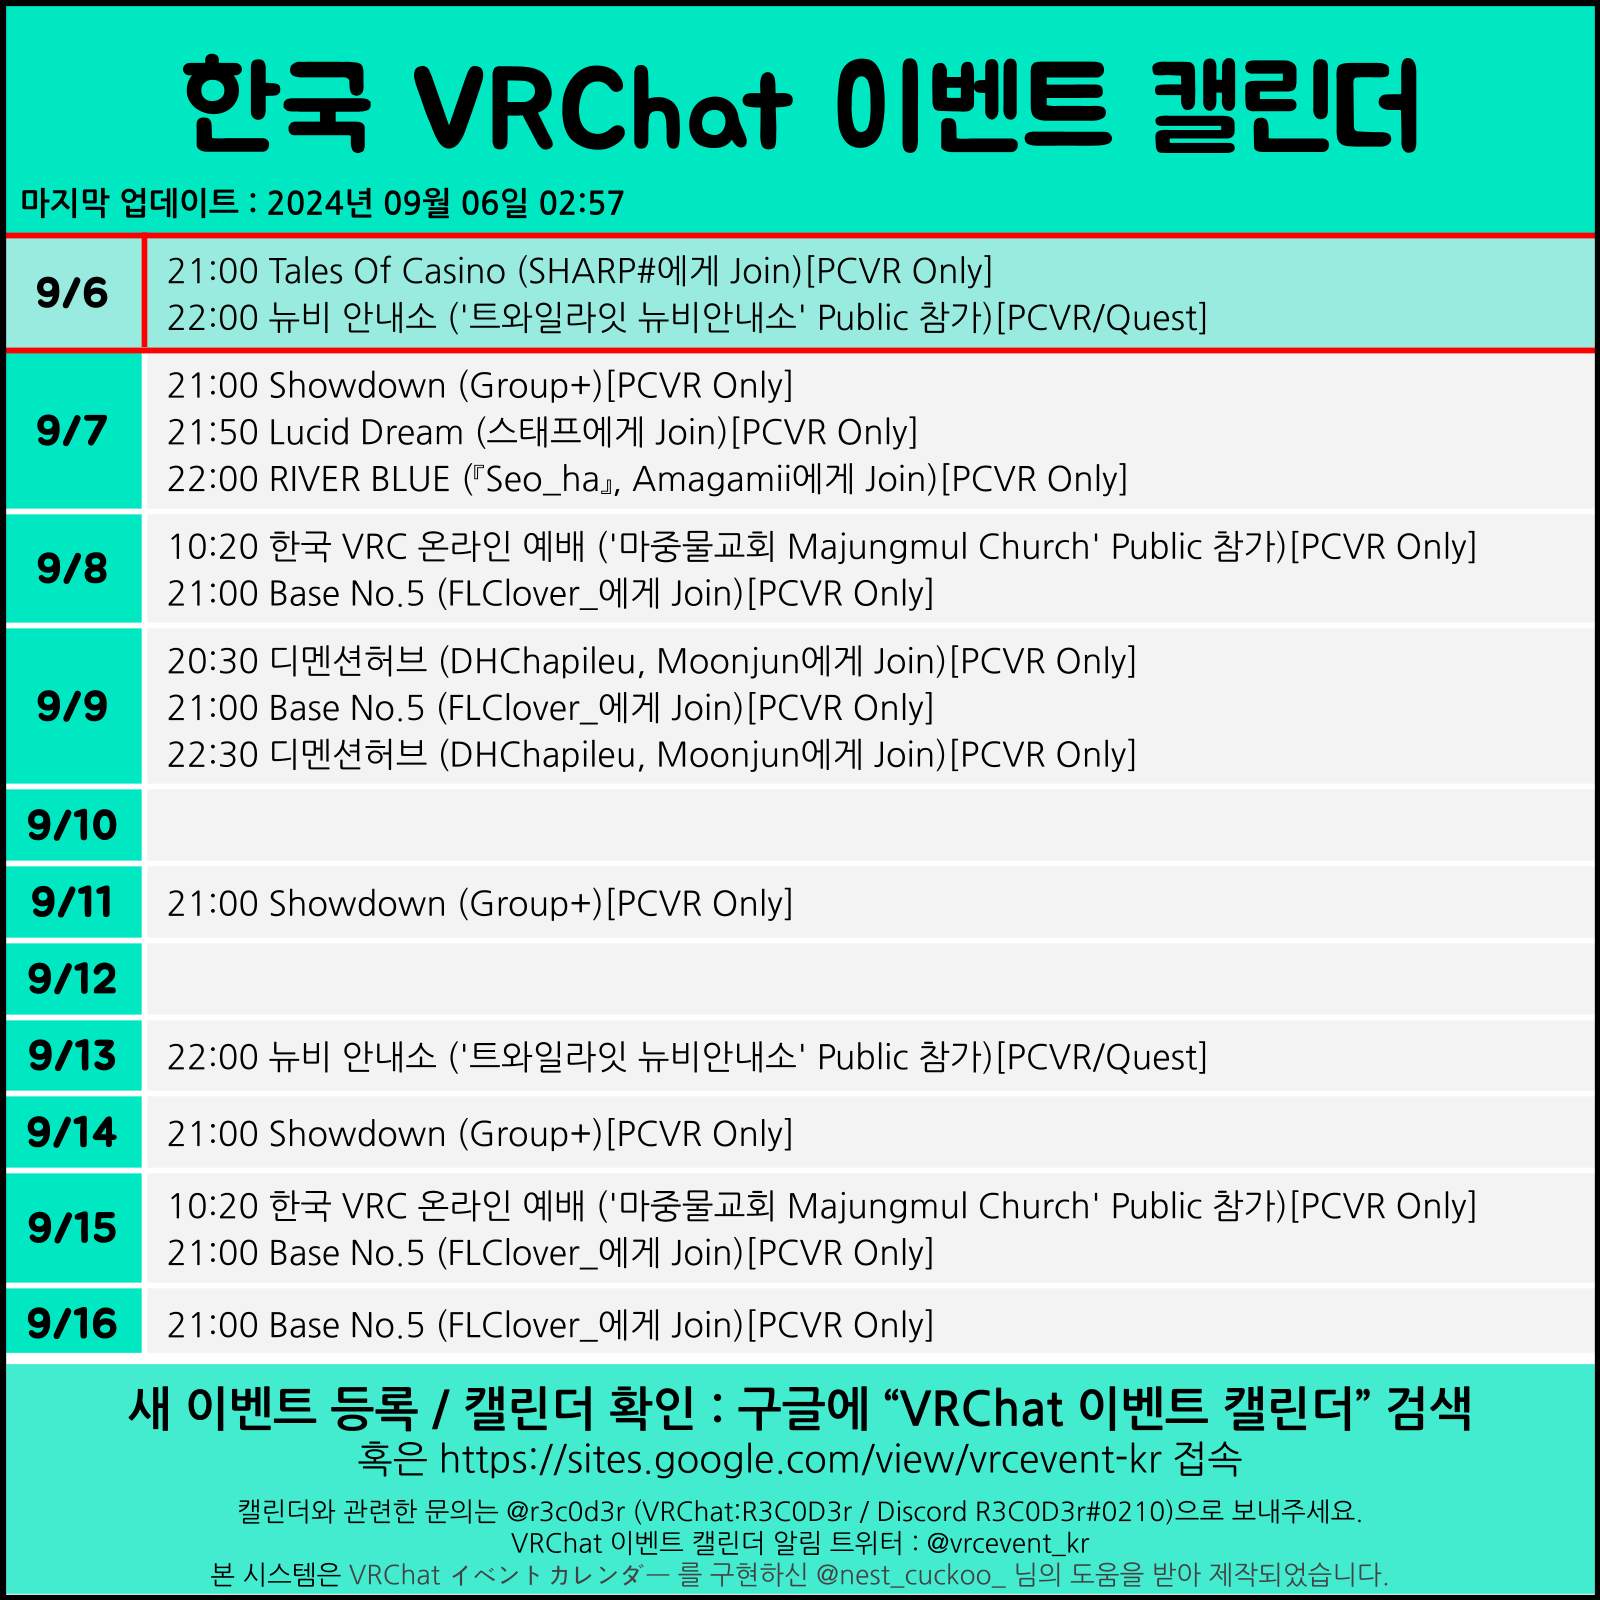 한국 VRChat 이벤트 캘린더
마지막 업데이트 : 2024년 09월 06일 02:57
9/6
21:00 Tales Of Casino (SHARP#에게 Join)[PCVR Only]
22:00 뉴비 안내소 ('트와일라잇 뉴비안내소' Public 참가)[PCVR/Quest]
9/7
21:00 Showdown (Group+)[PCVR Only]
21:50 Lucid Dream (스태프에게 Join)[PCVR Only]
22:00 RIVER BLUE (『Seo_ha』, Amagamii에게 Join)[PCVR Only]
9/8
10:20 한국 VRC 온라인 예배 ('마중물교회 Majungmul Church' Public 참가)[PCVR Only]
21:00 Base No.5 (FLClover_에게 Join)[PCVR Only]
9/9
20:30 디멘션허브 (DHChapileu, Moonjun에게 Join)[PCVR Only]
21:00 Base No.5 (FLClover_에게 Join)[PCVR Only]
22:30 디멘션허브 (DHChapileu, Moonjun에게 Join)[PCVR Only]
9/10
9/11
21:00 Showdown (Group+)[PCVR Only]
9/12
9/13
22:00 뉴비 안내소 ('트와일라잇 뉴비안내소' Public 참가)[PCVR/Quest]
9/14
21:00 Showdown (Group+)[PCVR Only]
9/15
10:20 한국 VRC 온라인 예배 ('마중물교회 Majungmul Church' Public 참가)[PCVR Only]
21:00 Base No.5 (FLClover_에게 Join)[PCVR Only]
9/16
21:00 Base No.5 (FLClover_에게 Join)[PCVR Only]
새 이벤트 등록 / 캘린더 확인 : 구글에 “VRChat 이벤트 캘린더” 검색
혹은 https://sites.google.com/view/vrcevent-kr 접속
캘린더와 관련한 문의는 @r3c0d3r (VRChat:R3C0D3r / Discord R3C0D3r#0210)으로 보내주세요.
VRChat 이벤트 캘린더 알림 트위터 : @vrcevent_kr
본 시스템은 VRChat イベントカレンダー 를 구현하신 @nest_cuckoo_ 님의 도움을 받아 제작되었습니다.